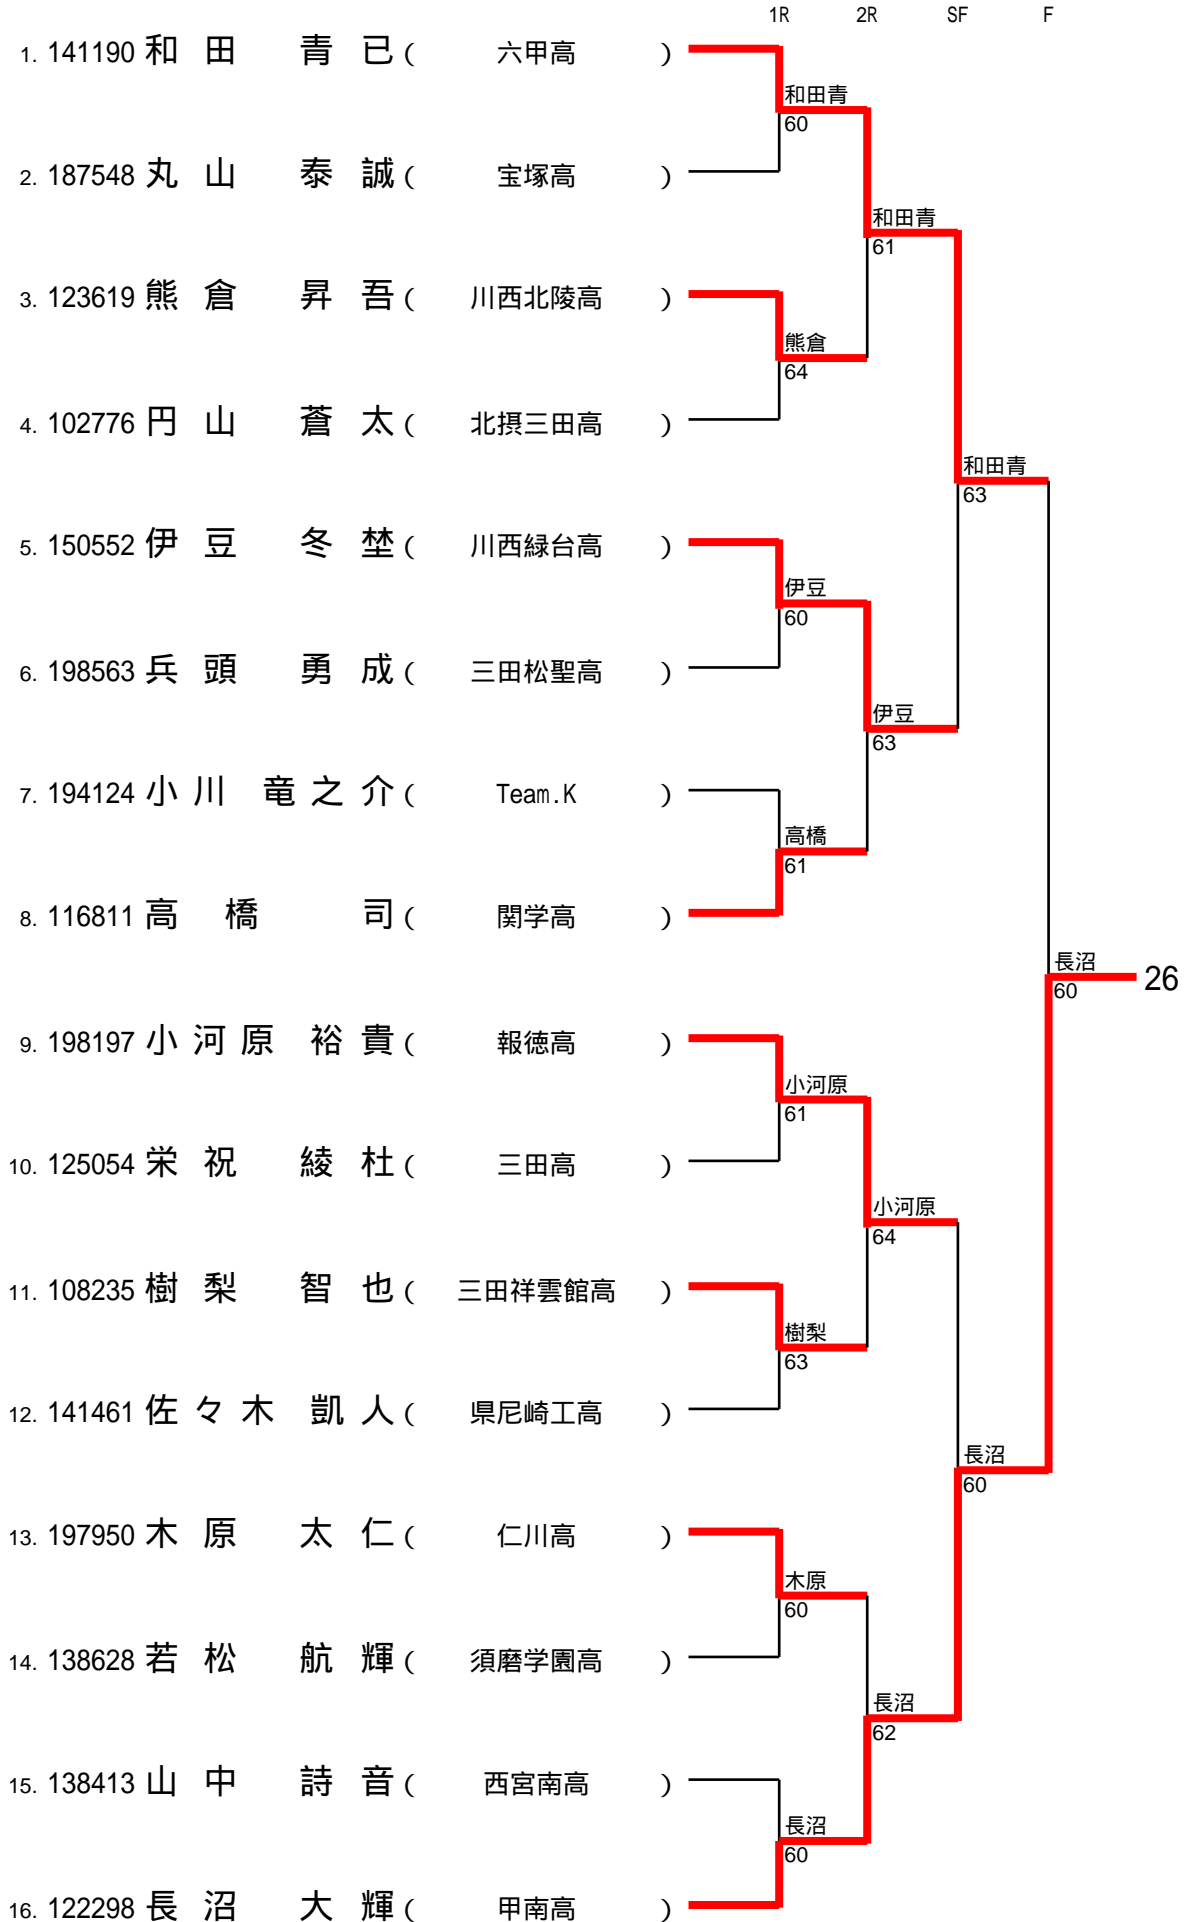 1R 2R SF F
1. 141190 和田 青已 ( 六甲高 )
和田青
60
2. 187548 丸山 泰誠 ( 宝塚高 )
和田青
61
3. 123619 熊倉 昇吾 ( 川西北陵高 )
熊倉
64
4. 102776 円山 蒼太 ( 北摂三田高 )
和田青
63
5. 150552 伊豆 冬埜 ( 川西緑台高 )
伊豆
60
6. 198563 兵頭 勇成 ( 三田松聖高 )
伊豆
63
7. 194124 小川 竜之介 ( Team.K )
高橋
61
8. 116811 高橋 司 ( 関学高 )
長沼
60 26
9. 198197 小河原 裕貴 ( 報徳高 )
小河原
61
10. 125054 栄祝 綾杜 ( 三田高 )
小河原
64
11. 108235 樹梨 智也 ( 三田祥雲館高 )
樹梨
63
12. 141461 佐々木 凱人 ( 県尼崎工高 )
長沼
60
13. 197950 木原 太仁 ( 仁川高 )
木原
60
14. 138628 若松 航輝 ( 須磨学園高 )
長沼
62
15. 138413 山中 詩音 ( 西宮南高 )
長沼
60
16. 122298 長沼 大輝 ( 甲南高 )